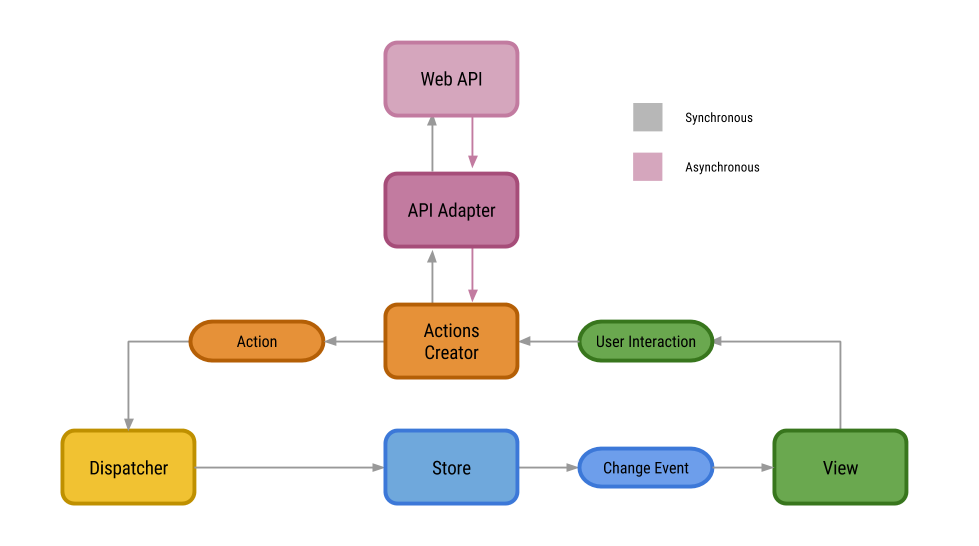 Web API
Synchronous
Asynchronous
API Adapter
Actions
Creator
Action
User Interaction
Dispatcher
Store
Change Event
View